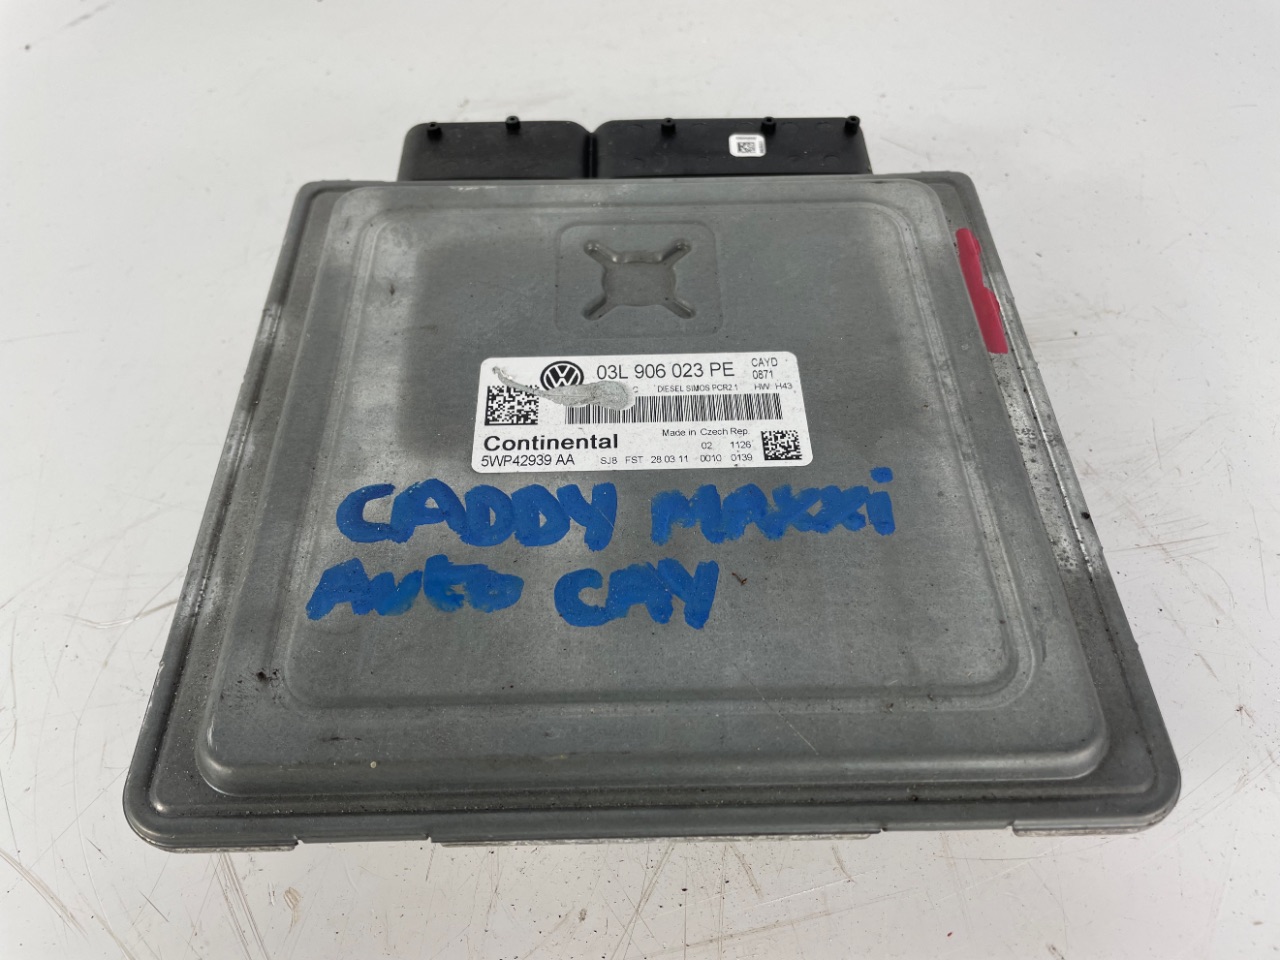 03L 906 023 PE CAYD
0871
DIESEL SIMOS PCR2.1 HW: H43
Made in Czech Rep.
Continental 02 1126
5WP42939 AA SJ8 FST 28 03 11 0010 0139
CADDY MAXXi
AUTO CAY